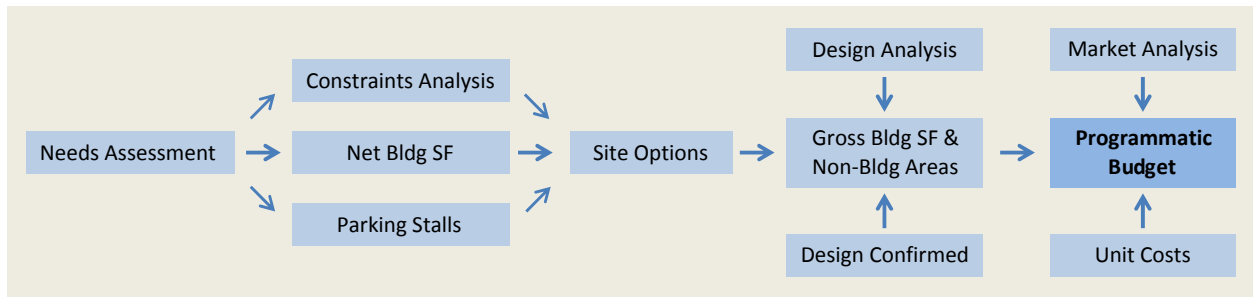 Needs Assessment
Constraints Analysis
Net Bldg SF
Parking Stalls
Site Options
Design Analysis
Gross Bldg SF &
Non-Bldg Areas
Design Confirmed
Market Analysis
Programmatic
Budget
Unit Costs